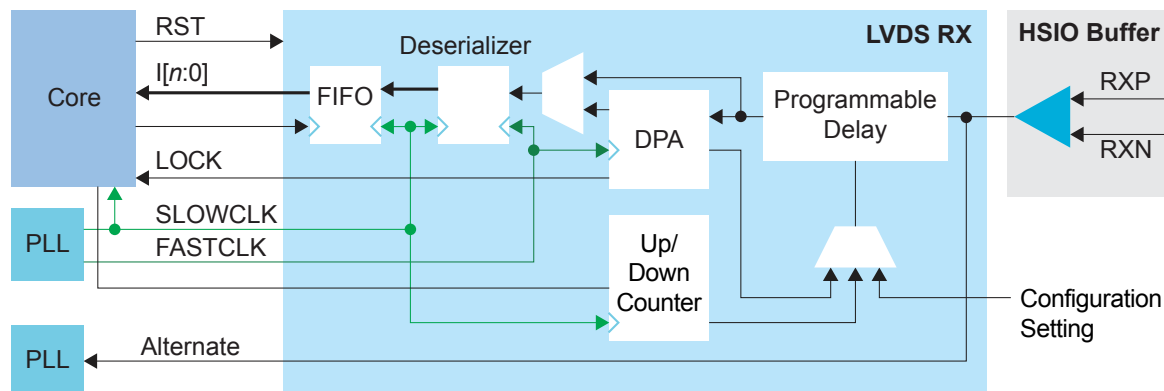 Core
RST
I[n:0]
LOCK
PLL
SLOWCLK
FASTCLK
PLL
Alternate
LVDS RX
Deserializer
FIFO
DPA
Programmable
Delay
Up/
Down
Counter
HSIO Buffer
RXP
RXN
Configuration
Setting